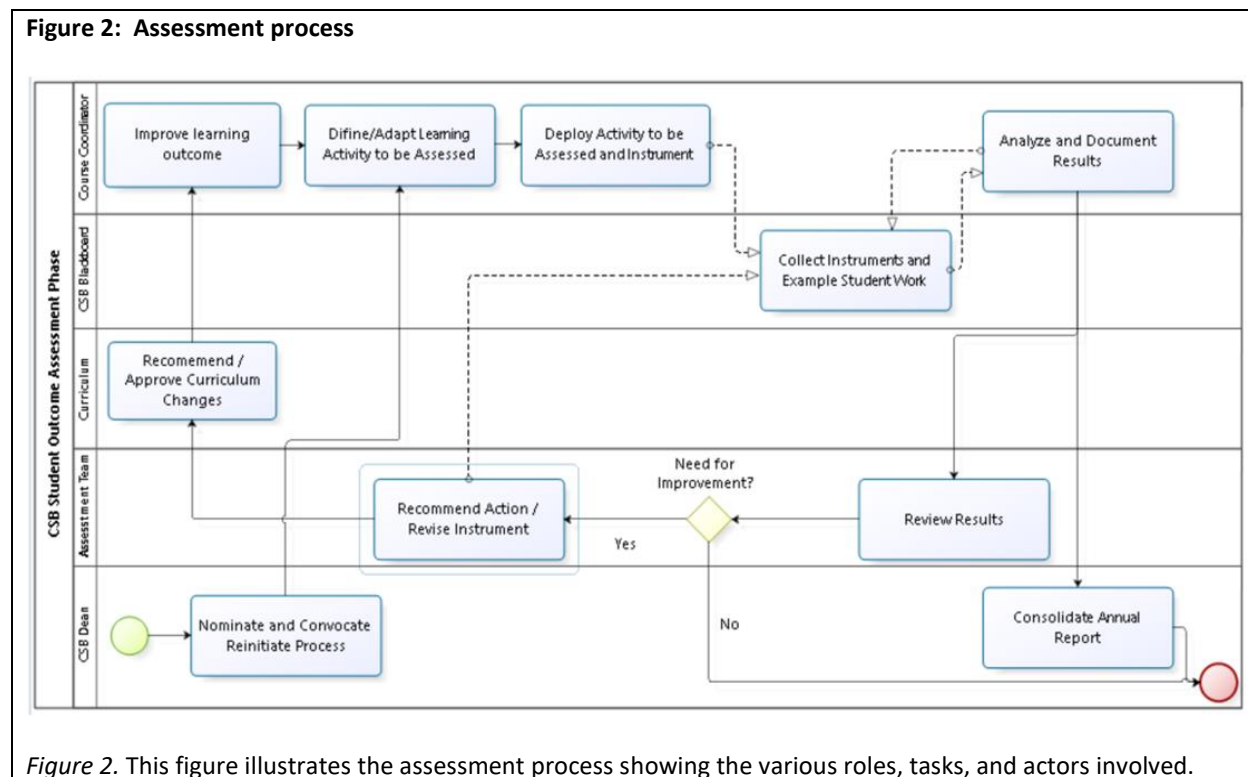 Figure 2: Assessment process
CSB Student Outcome Assessment Phase
Course Coordinator
Improve learning
outcome
Difine/Adapt Learning
Activity to be Assessed
Deploy Activity to be
Assessed and Instrument
Analyze and Document
Results
CSB Blackboard
Collect Instruments and
Example Student Work
Curriculum
Recomemend /
Approve Curriculum
Changes
Assesstment Team
Recommend Action /
Revise Instrument
Need for
Improvement?
Yes
No
Review Results
CSB Dean
Nominate and Convocate
Reinitiate Process
Consolidate Annual
Report
Figure 2. This figure illustrates the assessment process showing the various roles, tasks, and actors involved.